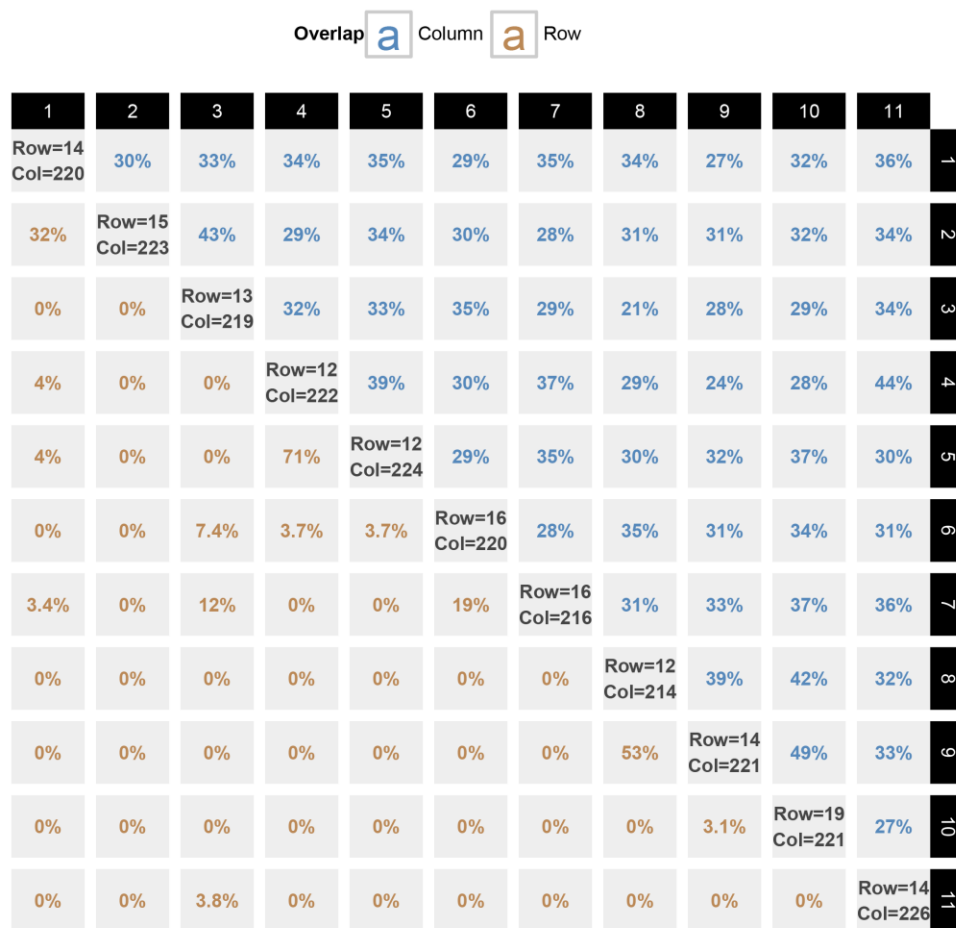 Overlap a Column a Row
1 2 3 4 5 6 7 8 9 10 11
Row=14
Col=220 30% 33% 34% 35% 29% 35% 34% 27% 32% 36% 1
32% Row=15
Col=223 43% 29% 34% 30% 28% 31% 31% 32% 34% 2
0% 0% Row=13
Col=219 32% 33% 35% 29% 21% 28% 29% 34% 3
4% 0% 0% Row=12
Col=222 39% 30% 37% 29% 24% 28% 44% 4
4% 0% 0% 71% Row=12
Col=224 29% 35% 30% 32% 37% 30% 5
0% 0% 7.4% 3.7% 3.7% Row=16
Col=220 28% 35% 31% 34% 31% 6
3.4% 0% 12% 0% 0% 19% Row=16
Col=216 31% 33% 37% 36% 7
0% 0% 0% 0% 0% 0% 0% Row=12
Col=214 39% 42% 32% 8
0% 0% 0% 0% 0% 0% 0% 53% Row=14
Col=221 49% 33% 9
0% 0% 0% 0% 0% 0% 0% 0% 3.1% Row=19
Col=221 27% 10
0% 0% 3.8% 0% 0% 0% 0% 0% 0% 0% Row=14
Col=226 11